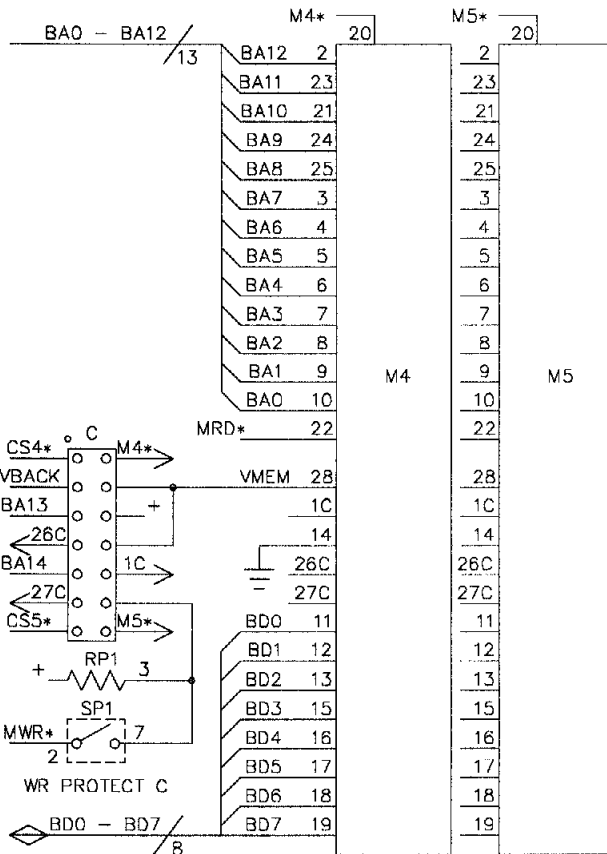 M4* M5*
BA0 - BA12 20 20
13
BA12 2 2
BA11 23 23
BA10 21 21
BA9 24 24
BA8 25 25
BA7 3 3
BA6 4 4
BA5 5 5
BA4 6 6
BA3 7 7
BA2 8 8
BA1 9 M4 9 M5
BA0 10 10
MRD* 22 22
C
CS4* M4*
VBACK VMEM 28 28
BA13 + 1C 1C
26C 14 14
BA14 1C 26C 26C
27C 27C 27C
CS5* M5* BD0 11 11
RP1 BD1 12 12
+ 3 BD2 13 13
SP1 BD3 15 15
MWR* 2 7 BD4 16 16
WR PROTECT C BD5 17 17
BD6 18 18
BD0 - BD7 BD7 19 19
8